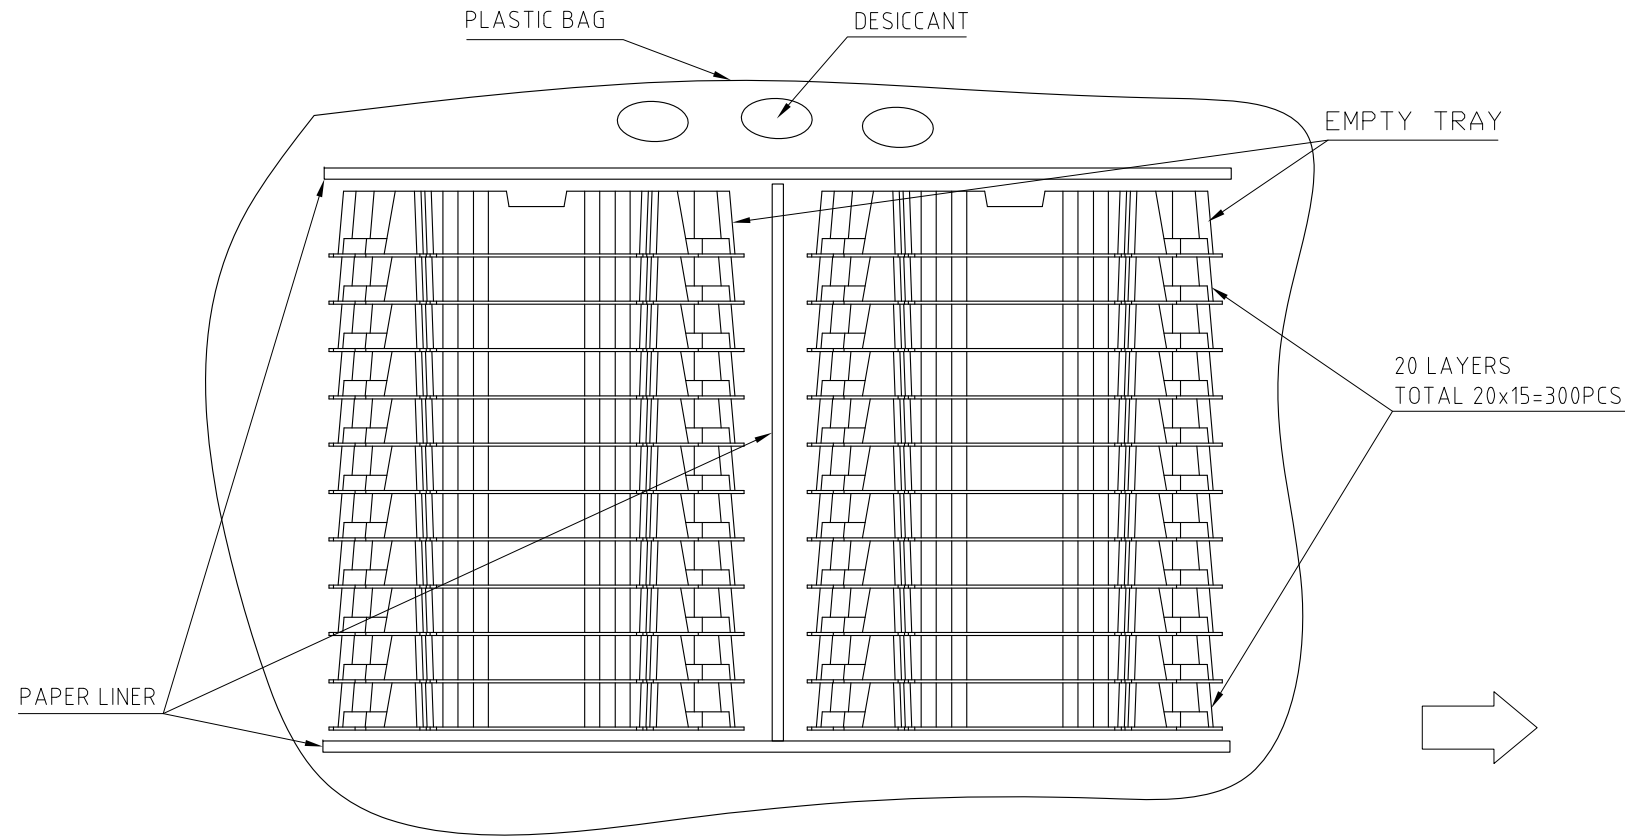 PLASTIC BAG
DESICCANT
EMPTY TRAY
20 LAYERS
TOTAL 20x15=300PCS
PAPER LINER